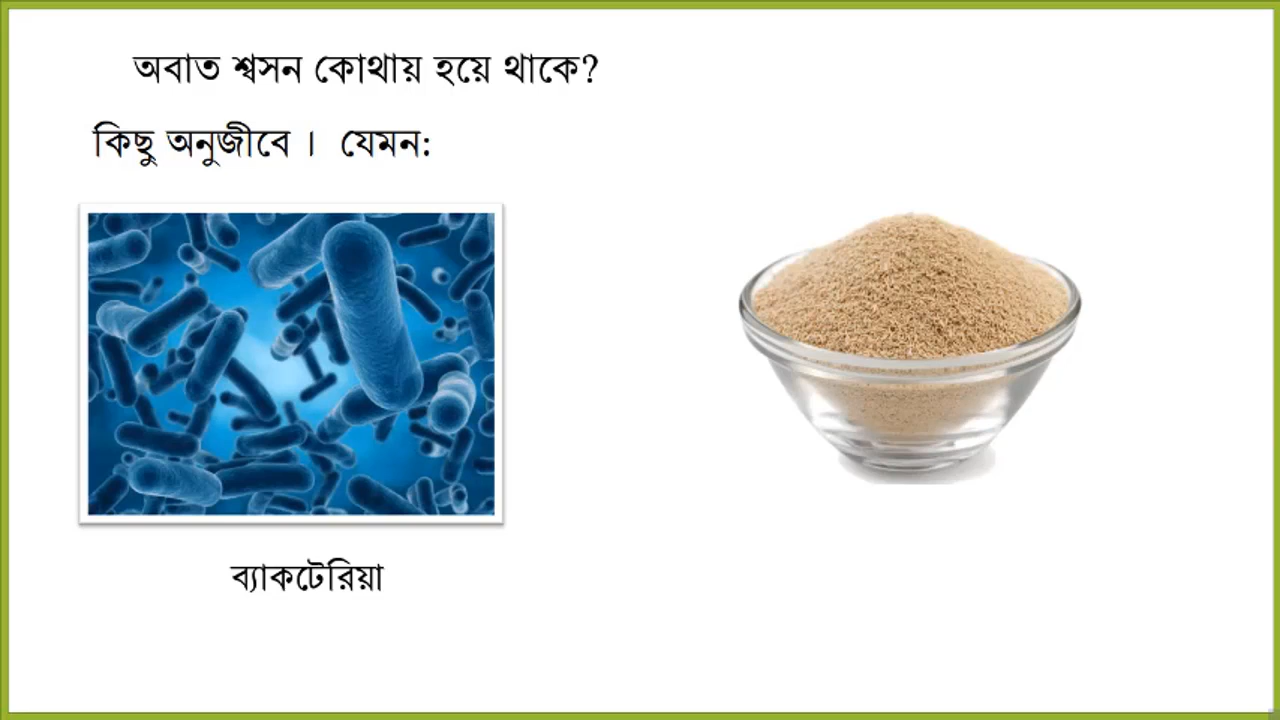 অবাত শ্বসন কোথায় হয়ে থাকে?
কিছু অনুজীবে । যেমন:
ব্যাকটেরিয়া